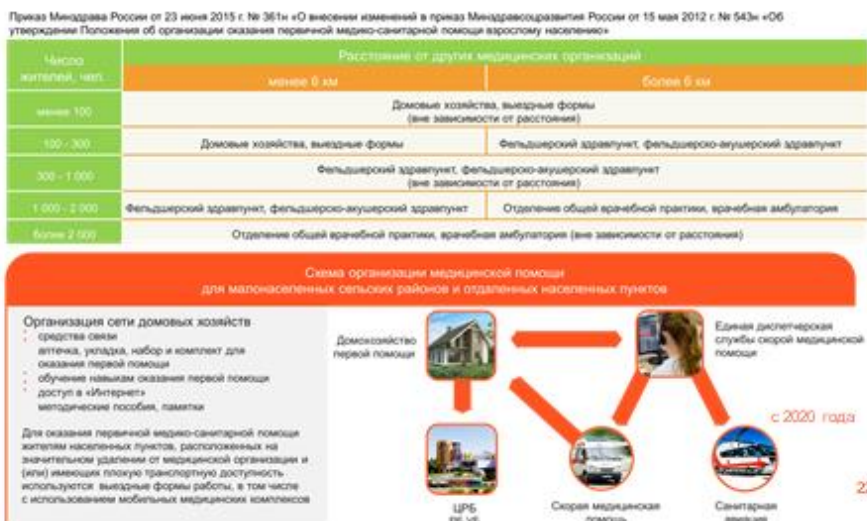 Приказ Минздрава России от 23 июня 2015 г. № 361н «О внесении изменений в приказ Минздравсоцразвития России от 15 мая 2012 г. № 543н «Об
утверждении Положения об организации оказания первичной медико-санитарной помощи взрослому населению»
Число
жителей, чел.
Расстояние от других медицинских организаций
менее 6 км
более 6 км
менее 100
Домовые хозяйства, выездные формы
(вне зависимости от расстояния)
100 - 300
Домовые хозяйства, выездные формы
Фельдшерский здравпункт, фельдшерско-акушерский здравпункт
300 - 1 000
Фельдшерский здравпункт, фельдшерско-акушерский здравпункт
(вне зависимости от расстояния)
1 000 - 2 000
Фельдшерский здравпункт, фельдшерско-акушерский здравпункт
Отделение общей врачебной практики, врачебная амбулатория
более 2 000
Отделение общей врачебной практики, врачебная амбулатория (вне зависимости от расстояния)
Схема организации медицинской помощи
для малонаселенных сельских районов и отдаленных населенных пунктов
Организация сети домовых хозяйств
средства связи
аптечка, укладка, набор и комплект для
оказания первой помощи
обучение навыкам оказания первой помощи
доступ в «Интернет»
методические пособия, памятки
Для оказания первичной медико-санитарной помощи
жителям населенных пунктов, расположенных на
значительном удалении от медицинской организации и
(или) имеющих плохую транспортную доступность
используются выездные формы работы, в том числе
с использованием мобильных медицинских комплексов
Домохозяйство
первой помощи
Единая диспетчерская
службы скорой медицинской
помощи
с 2020 года
ЦРБ
Скорая медицинская
помощь
Санитарная
авиация